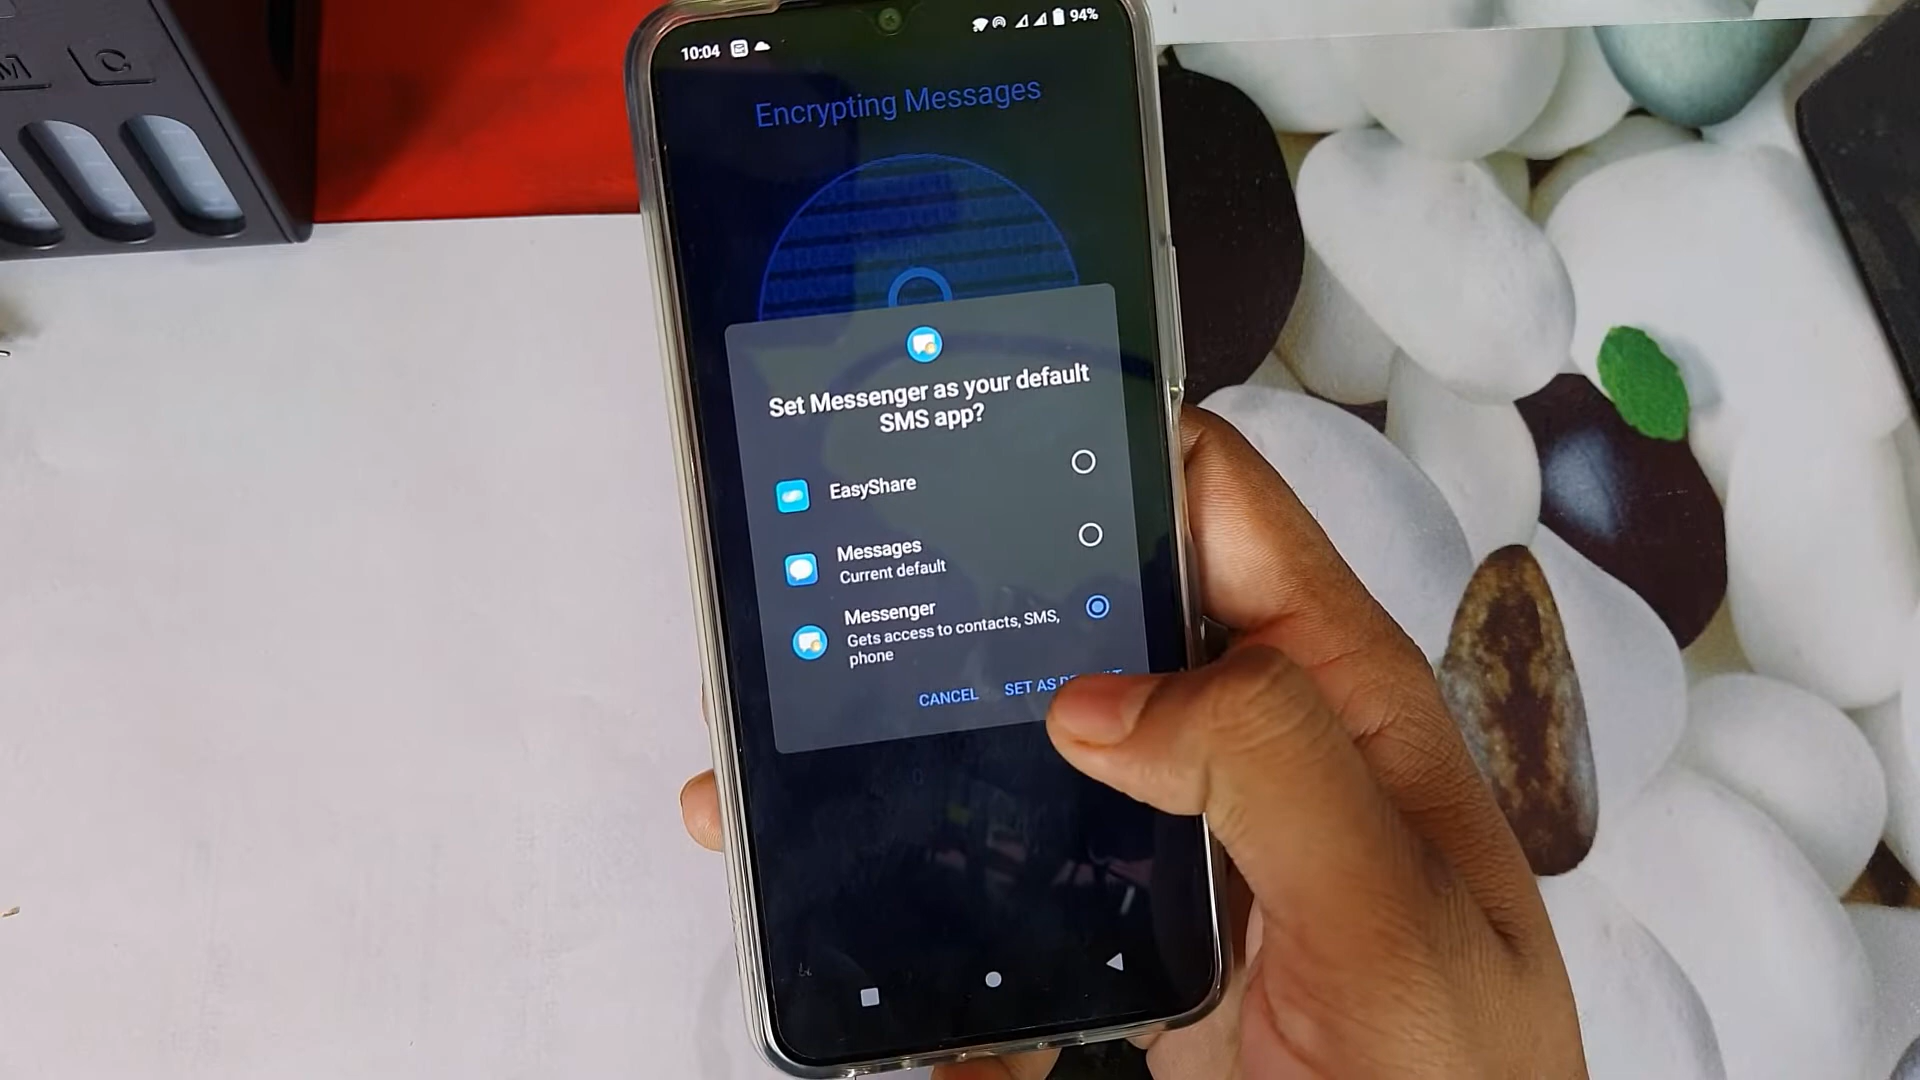 M C
10:04 94%
Encrypting Messages
Set Messenger as your default
SMS app?
EasyShare
Messages
Current default
Messenger
Gets access to contacts, SMS,
phone
CANCEL SET AS